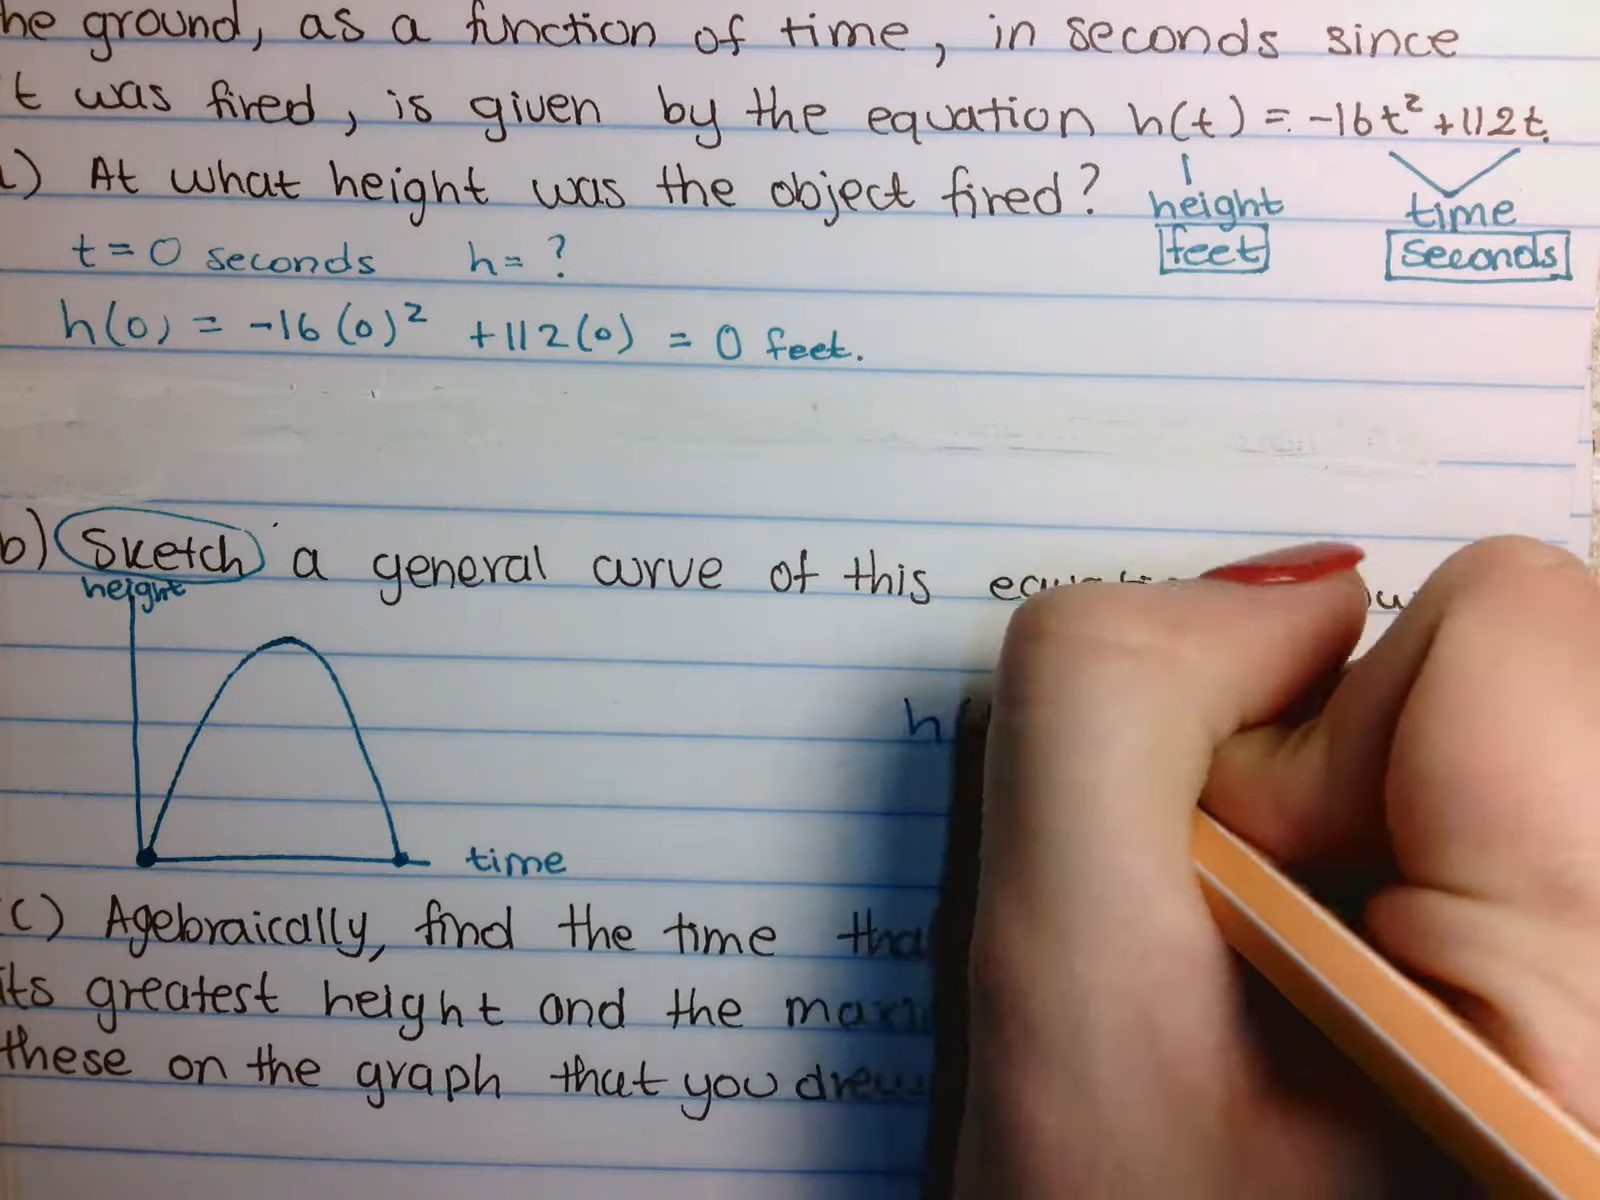 he ground, as a function of time, in seconds since
t was fired, is given by the equation h(t) = -16t² +112t.
) At what height was the object fired?
height
time
feet
seconds
t = 0 seconds h = ?
h(0) = -16(0)² +112(0) = 0 feet.
b) Sketch a general curve of this
height
h
time
c) Agebraically, find the time
its greatest height and the
these on the graph that you